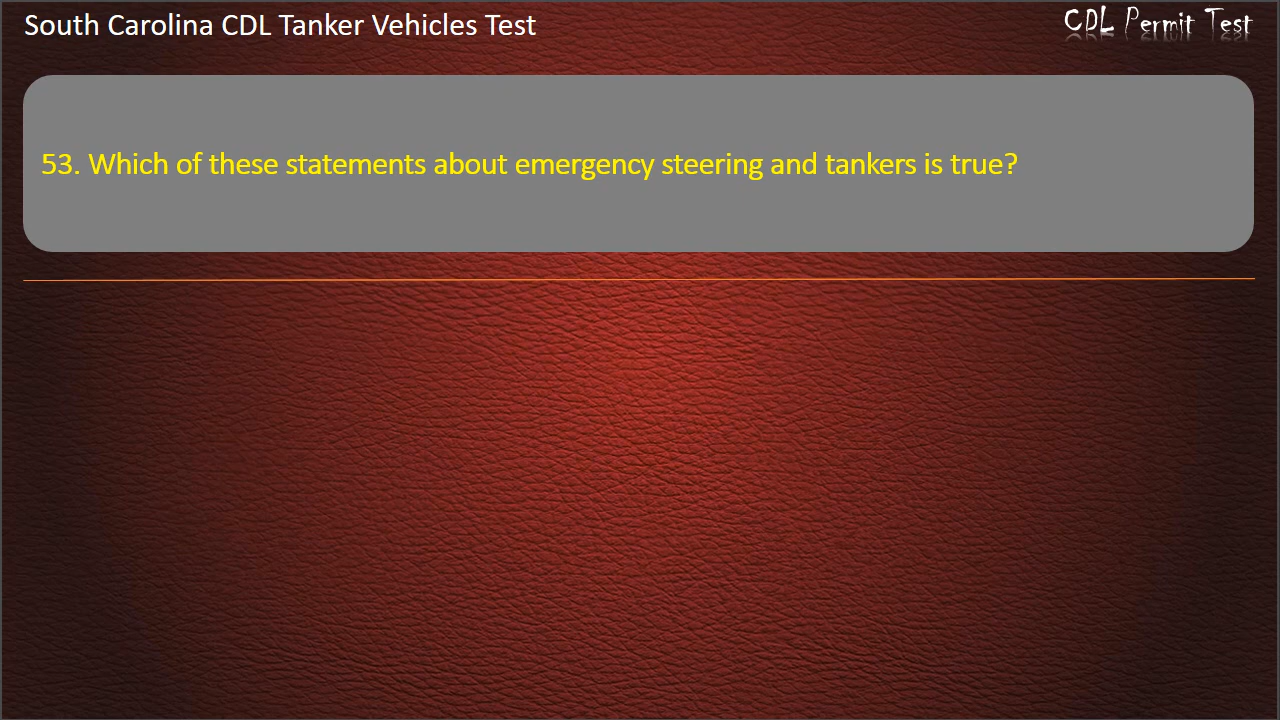 South Carolina CDL Tanker Vehicles Test
CDL Permit Test
53. Which of these statements about emergency steering and tankers is true?